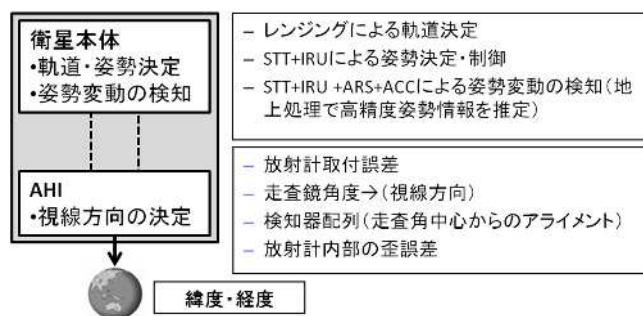 衛星本体
•軌道・姿勢決定
•姿勢変動の検知
− レンジングによる軌道決定
− STT+IRUによる姿勢決定・制御
− STT+IRU +ARS+ACCによる姿勢変動の検知(地
上処理で高精度姿勢情報を推定)
AHI
•視線方向の決定
− 放射計取付誤差
− 走査鏡角度→(視線方向)
− 検知器配列(走査角中心からのアライメント)
− 放射計内部の歪誤差
緯度・経度